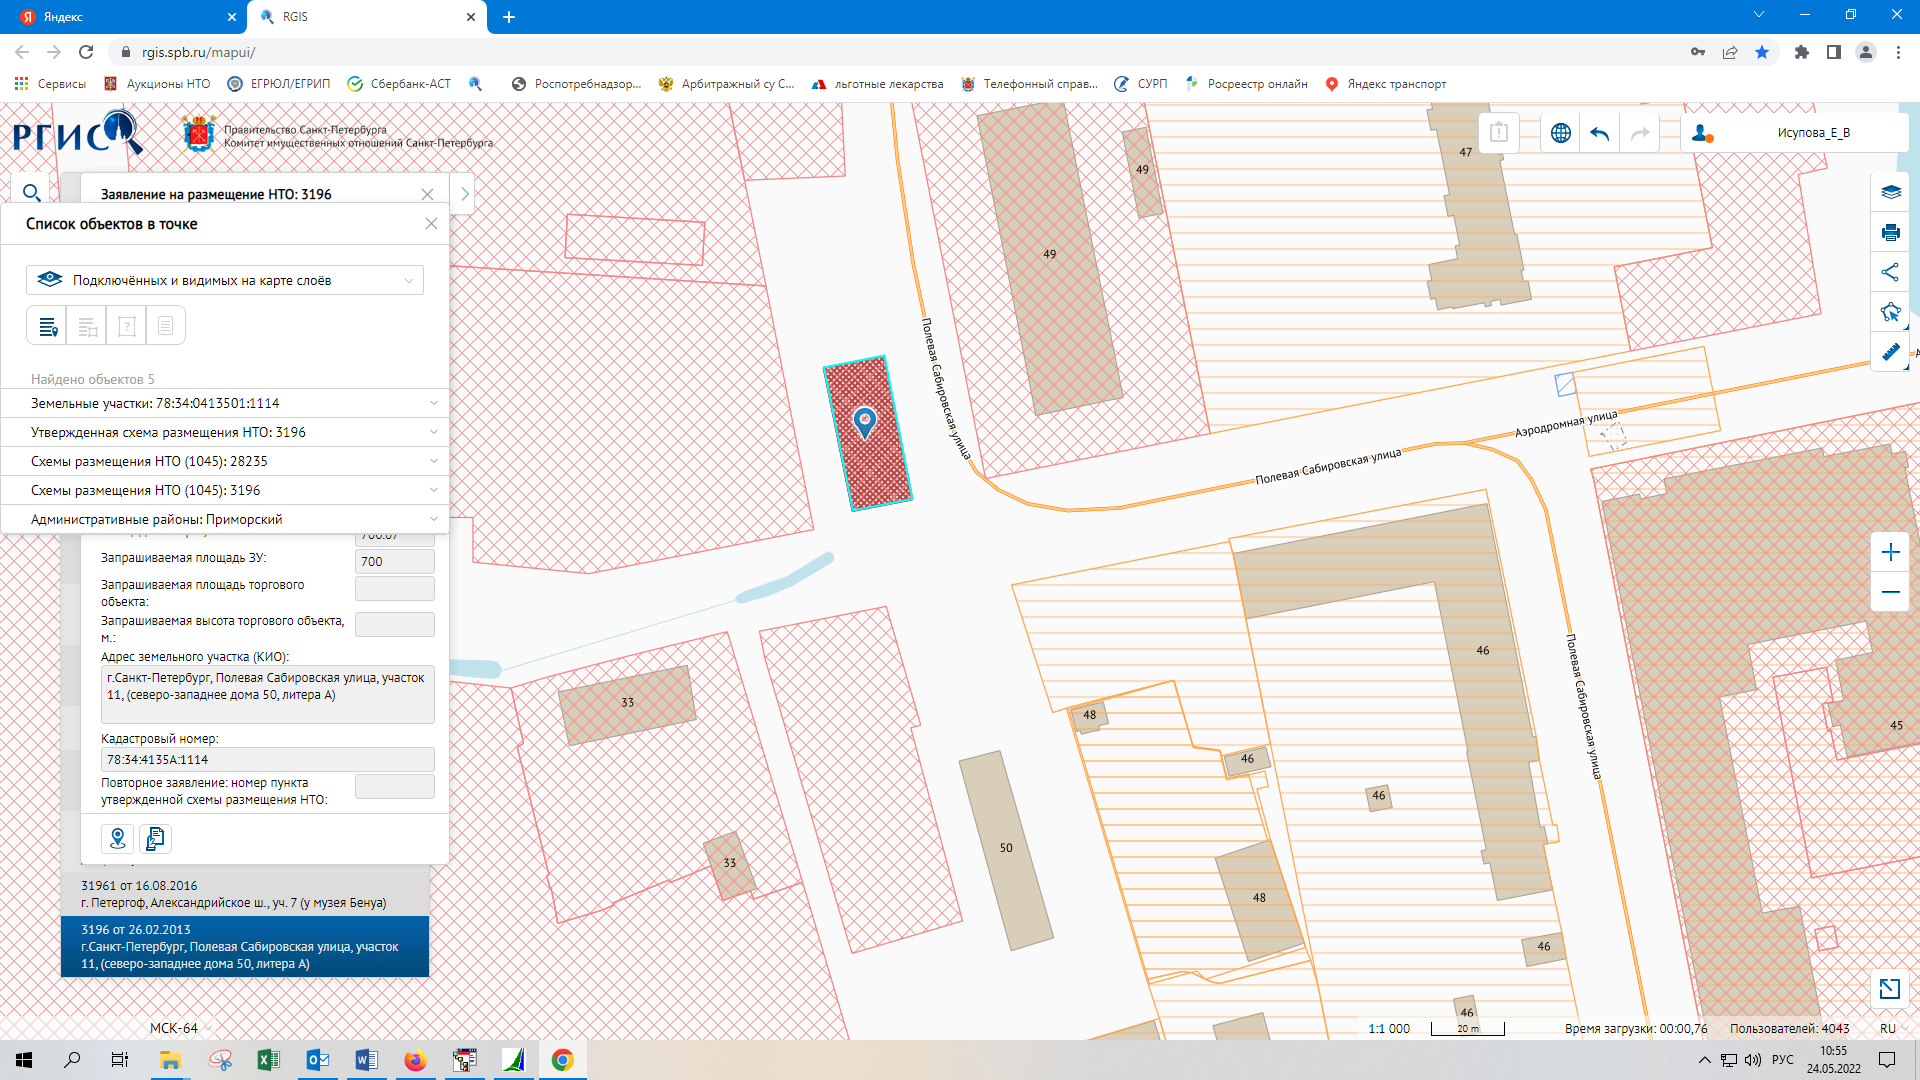 Яндекс
RGIS
rgis.spb.ru/mapui/
Сервисы
Аукционы НТО
ЕГРЮЛ/ЕГРИП
Сбербанк-АСТ
Роспотребнадзор...
Арбитражный су С...
льготные лекарства
Телефонный справ...
СУРП
Росреестр онлайн
Яндекс транспорт
РГИС
Правительство Санкт-Петербурга
Комитет имущественных отношений Санкт-Петербурга
Исупова_Е_В
Заявление на размещение НТО: 3196
Список объектов в точке
Подключённых и видимых на карте слоёв
Найдено объектов 5
Земельные участки: 78:34:0413501:1114
Утвержденная схема размещения НТО: 3196
Схемы размещения НТО (1045): 28235
Схемы размещения НТО (1045): 3196
Административные районы: Приморский
700.07
Запрашиваемая площадь ЗУ:
700
Запрашиваемая площадь торгового
объекта:
Запрашиваемая высота торгового объекта,
м.:
Адрес земельного участка (КИО):
г.Санкт-Петербург, Полевая Сабировская улица, участок
11, (северо-западнее дома 50, литера А)
Кадастровый номер:
78:34:4135А:1114
Повторное заявление: номер пункта
утвержденной схемы размещения НТО:
31961 от 16.08.2016
г. Петергоф, Александрийское ш., уч. 7 (у музея Бенуа)
3196 от 26.02.2013
г.Санкт-Петербург, Полевая Сабировская улица, участок
11, (северо-западнее дома 50, литера А)
47
49
49
Полевая Сабировская улица
Аэродромная улица
Полевая Сабировская улица
46
Полевая Сабировская улица
33
48
46
45
46
50
33
48
46
46
МСК-64
1:1 000
20 m
Время загрузки: 00:00,76
Пользователей: 4043
RU
РУС
10:55
24.05.2022